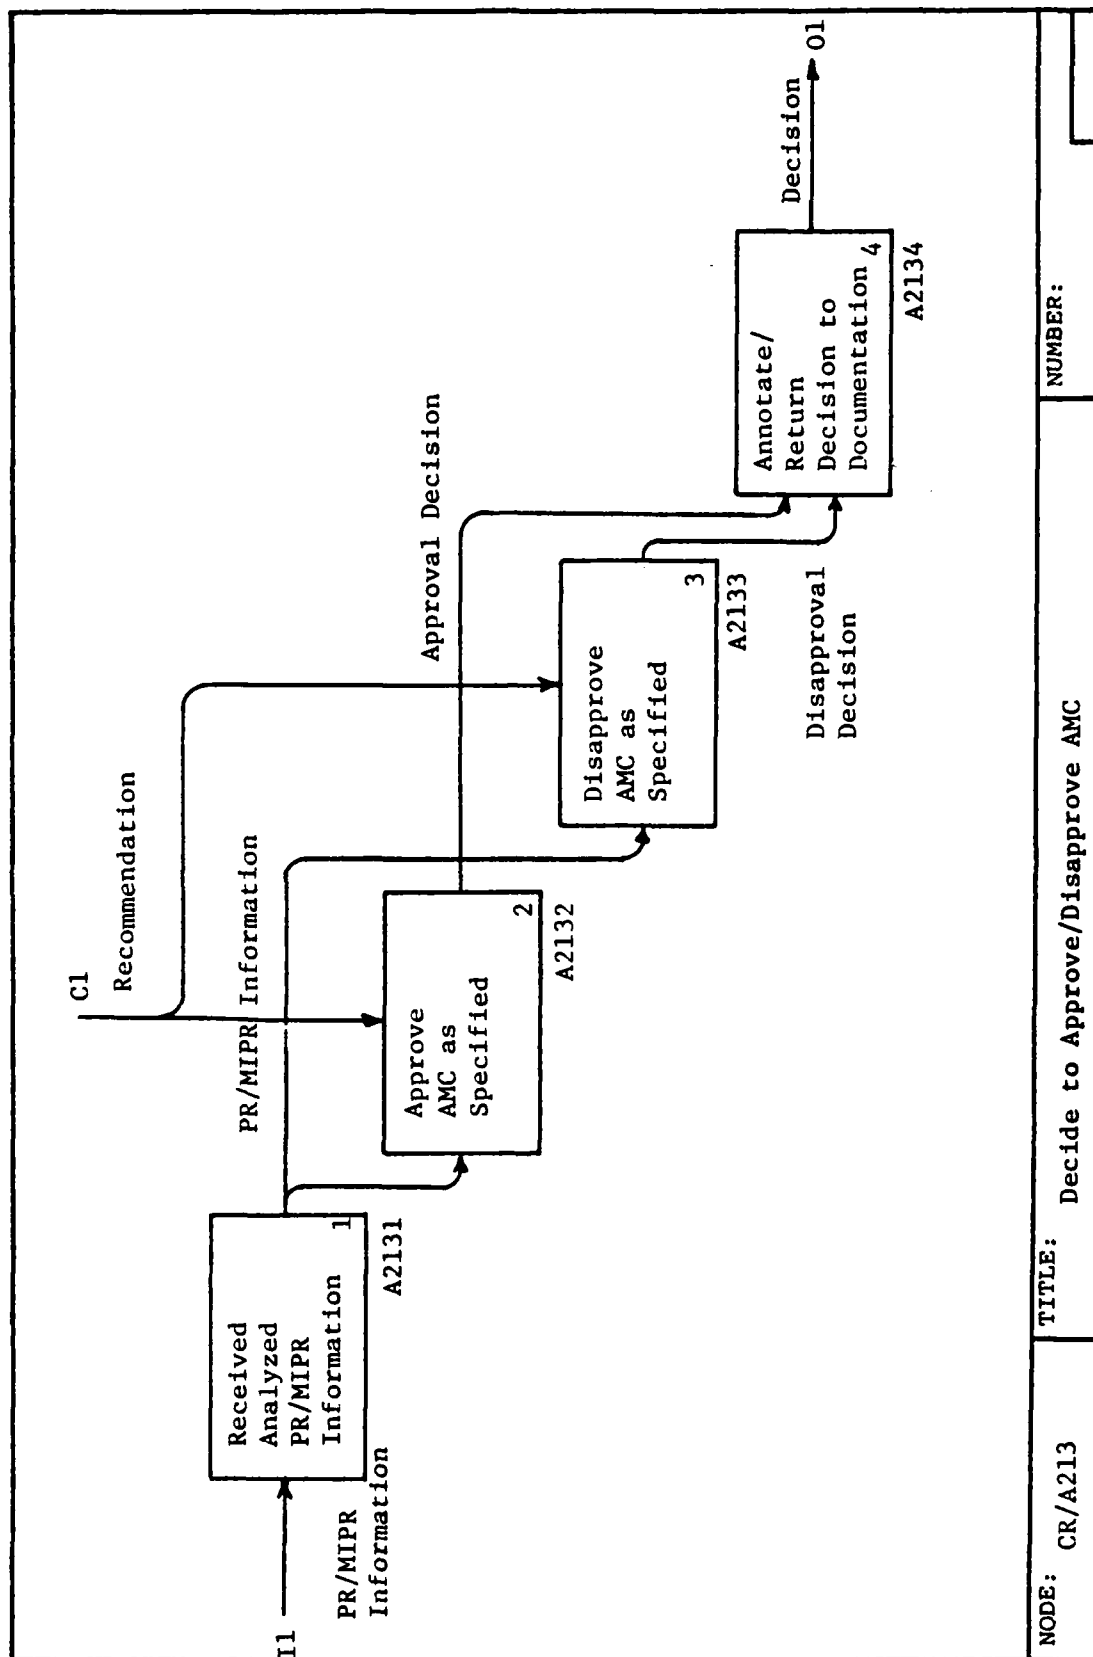 C1
Recommendation
I1
PR/MIPR
Information
Received
Analyzed
PR/MIPR
Information
1
A2131
PR/MIPR Information
Approve
AMC as
Specified
2
A2132
Approval Decision
Disapprove
AMC as
Specified
3
A2133
Disapproval
Decision
Annotate/
Return
Decision to
Documentation
4
A2134
Decision
O1
NODE:
CR/A213
TITLE:
Decide to Approve/Disapprove AMC
NUMBER: